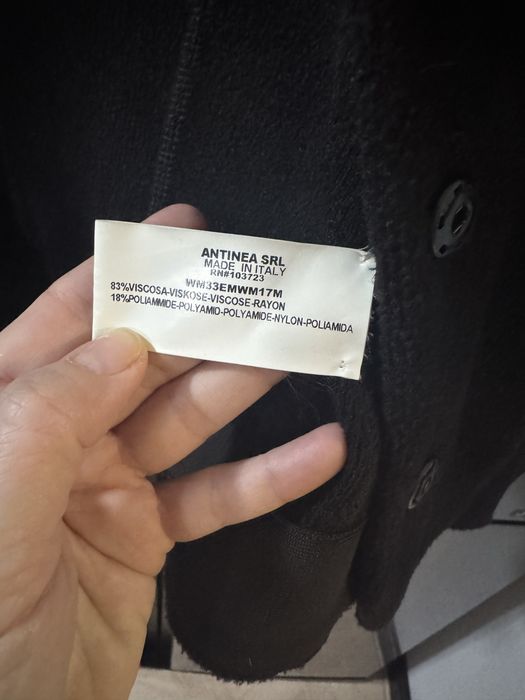 ANTINEA SRL
MADE IN ITALY
RN#103723
WM33EMWM17M
83%VISCOSA-VISKOSE-VISCOSE-RAYON
18%POLIAMMIDE-POLYAMID-POLYAMIDE-NYLON-POLIAMIDA